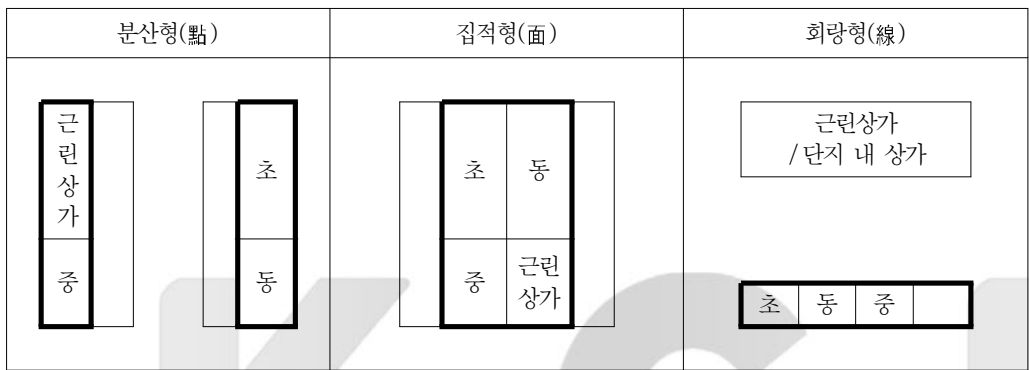 분산형(點)
집적형(面)
회랑형(線)
근
린
상
가
중
초
동
초
동
중
근린
상가
근린상가
/단지 내 상가
초
동
중